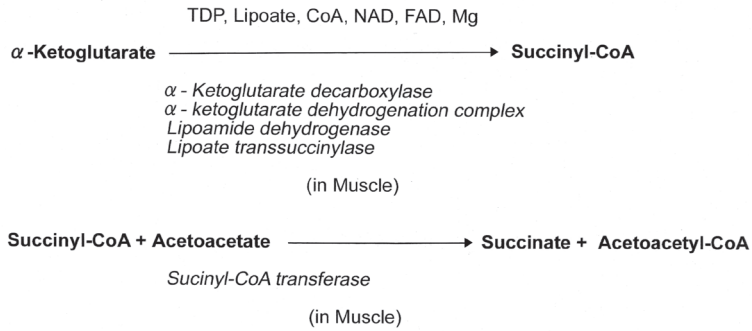 TDP, Lipoate, CoA, NAD, FAD, Mg
α -Ketoglutarate Succinyl-CoA
α - Ketoglutarate decarboxylase
α - ketoglutarate dehydrogenation complex
Lipoamide dehydrogenase
Lipoate transsuccinylase
(in Muscle)
Succinyl-CoA + Acetoacetate Succinate + Acetoacetyl-CoA
Sucinyl-CoA transferase
(in Muscle)